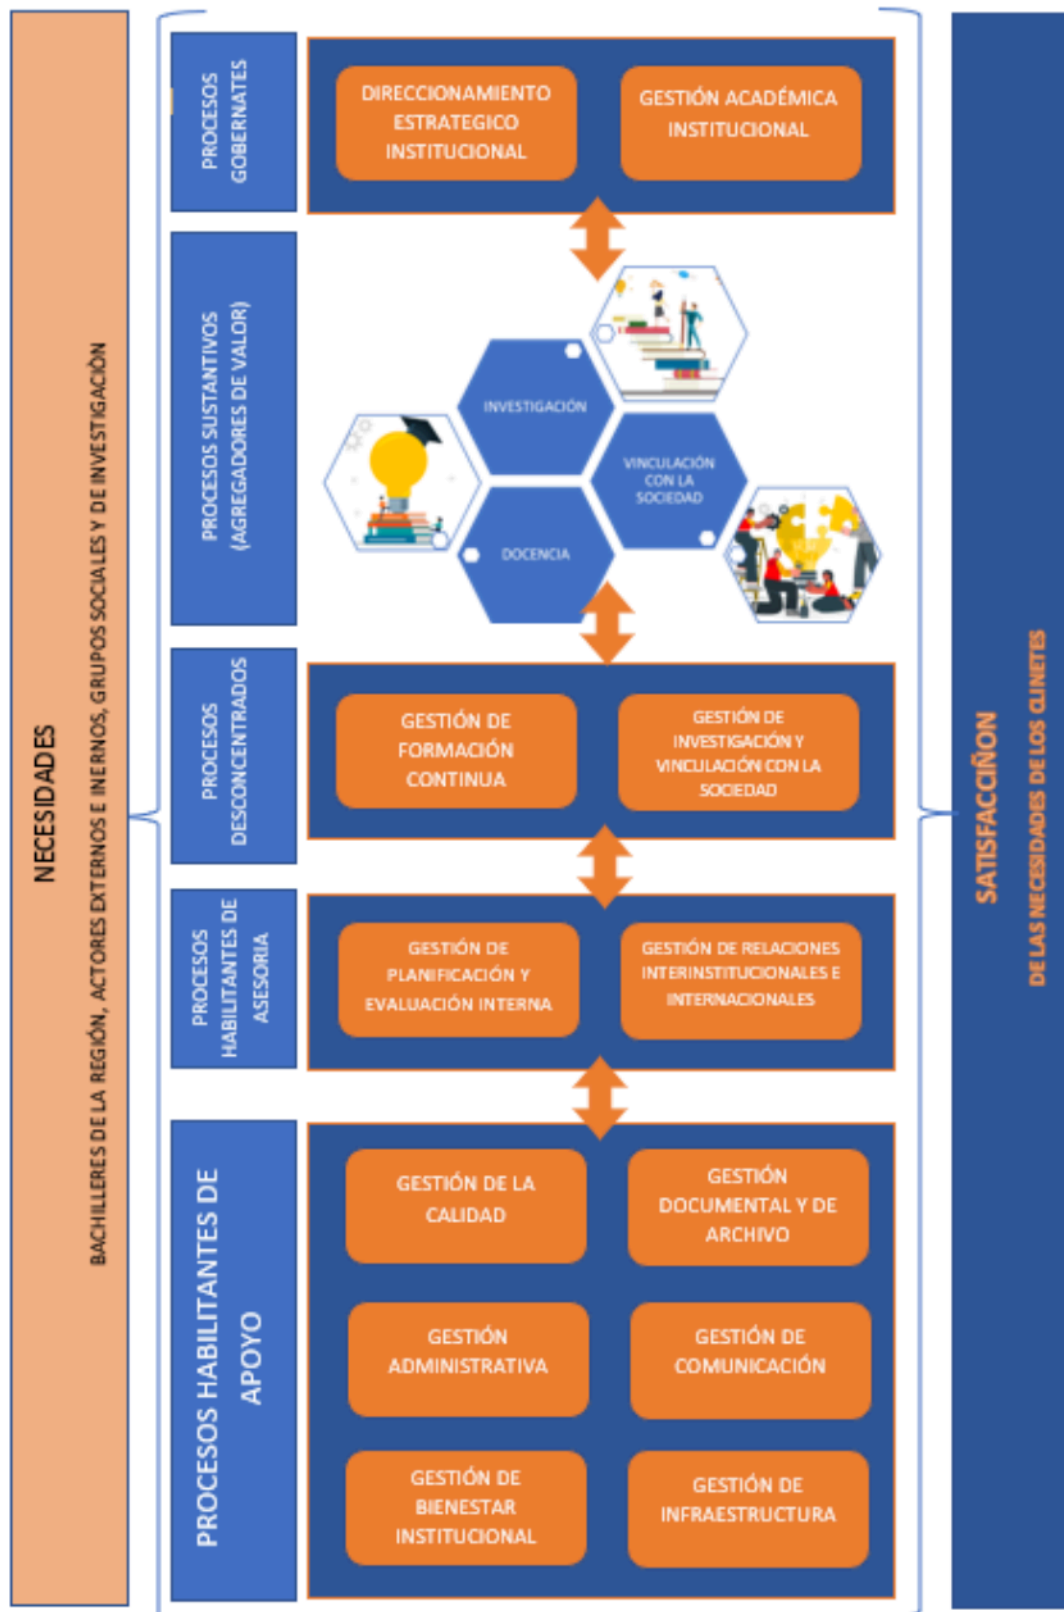 NECESIDADES
BACHILLERES DE LA REGIÓN, ACTORES EXTERNOS E INERNOS, GRUPOS SOCIALES Y DE INVESTIGACIÓN
PROCESOS
GOBERNATES
DIRECCIONAMIENTO
ESTRATEGICO
INSTITUCIONAL
GESTIÓN ACADÉMICA
INSTITUCIONAL
PROCESOS SUSTANTIVOS
(AGREGADORES DE VALOR)
INVESTIGACIÓN
VINCULACIÓN
CON LA
SOCIEDAD
DOCENCIA
PROCESOS
DESCONCENTRADOS
GESTIÓN DE
FORMACIÓN
CONTINUA
GESTIÓN DE
INVESTIGACIÓN Y
VINCULACIÓN CON LA
SOCIEDAD
PROCESOS
HABILITANTES DE
ASESORIA
GESTIÓN DE
PLANIFICACIÓN Y
EVALUACIÓN INTERNA
GESTIÓN DE RELACIONES
INTERINSTITUCIONALES E
INTERNACIONALES
PROCESOS HABILITANTES DE
APOYO
GESTIÓN DE LA
CALIDAD
GESTIÓN
DOCUMENTAL Y DE
ARCHIVO
GESTIÓN
ADMINISTRATIVA
GESTIÓN DE
COMUNICACIÓN
GESTIÓN DE
BIENESTAR
INSTITUCIONAL
GESTIÓN DE
INFRAESTRUCTURA
SATISFACCIÑON
DE LAS NECESIDADES DE LOS CLINETES